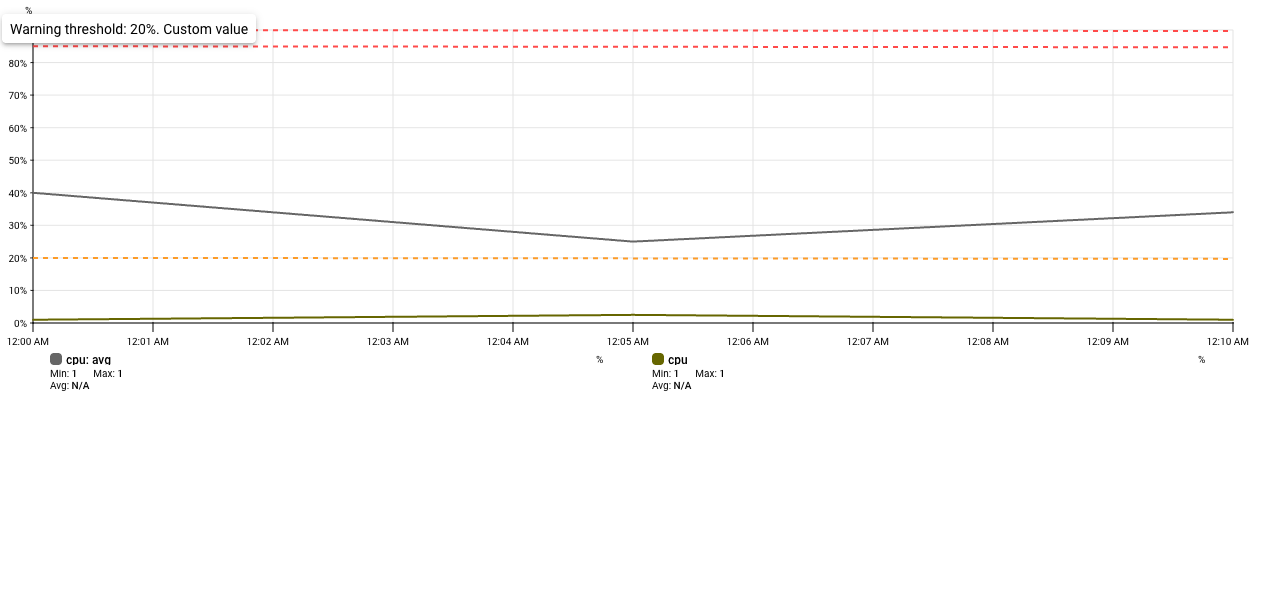 %
Warning threshold: 20%. Custom value
80%
70%
60%
50%
40%
30%
20%
10%
0%
12:00 AM 12:01 AM 12:02 AM 12:03 AM 12:04 AM 12:05 AM 12:06 AM 12:07 AM 12:08 AM 12:09 AM 12:10 AM
cpu: avg % cpu %
Min: 1 Max: 1 Min: 1 Max: 1
Avg: N/A Avg: N/A